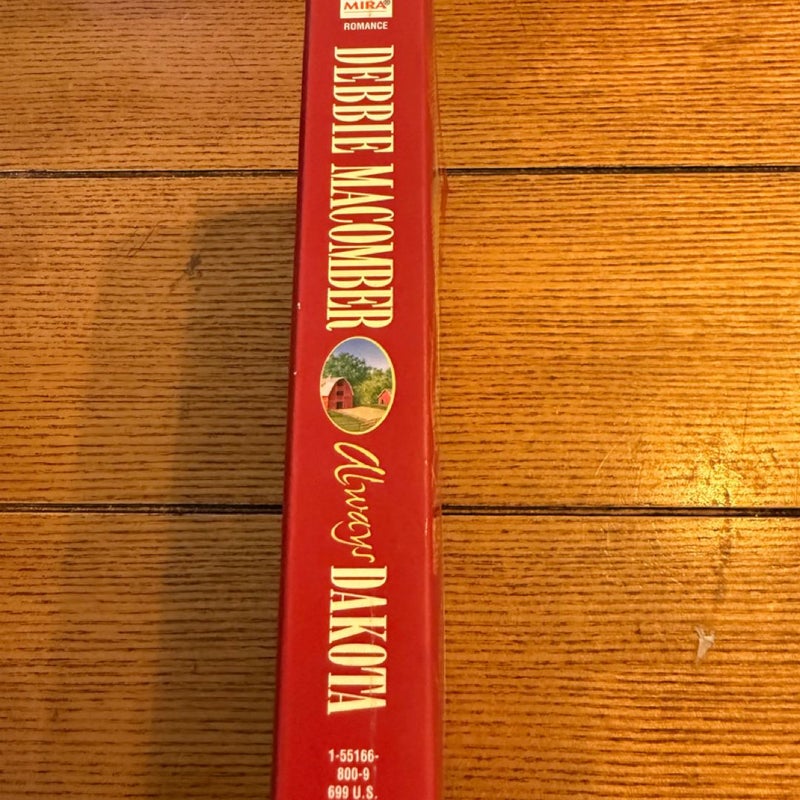 MIRA®
ROMANCE
DEBBIE MACOMBER
Always DAKOTA
1-55166-
800-9
699 U.S.